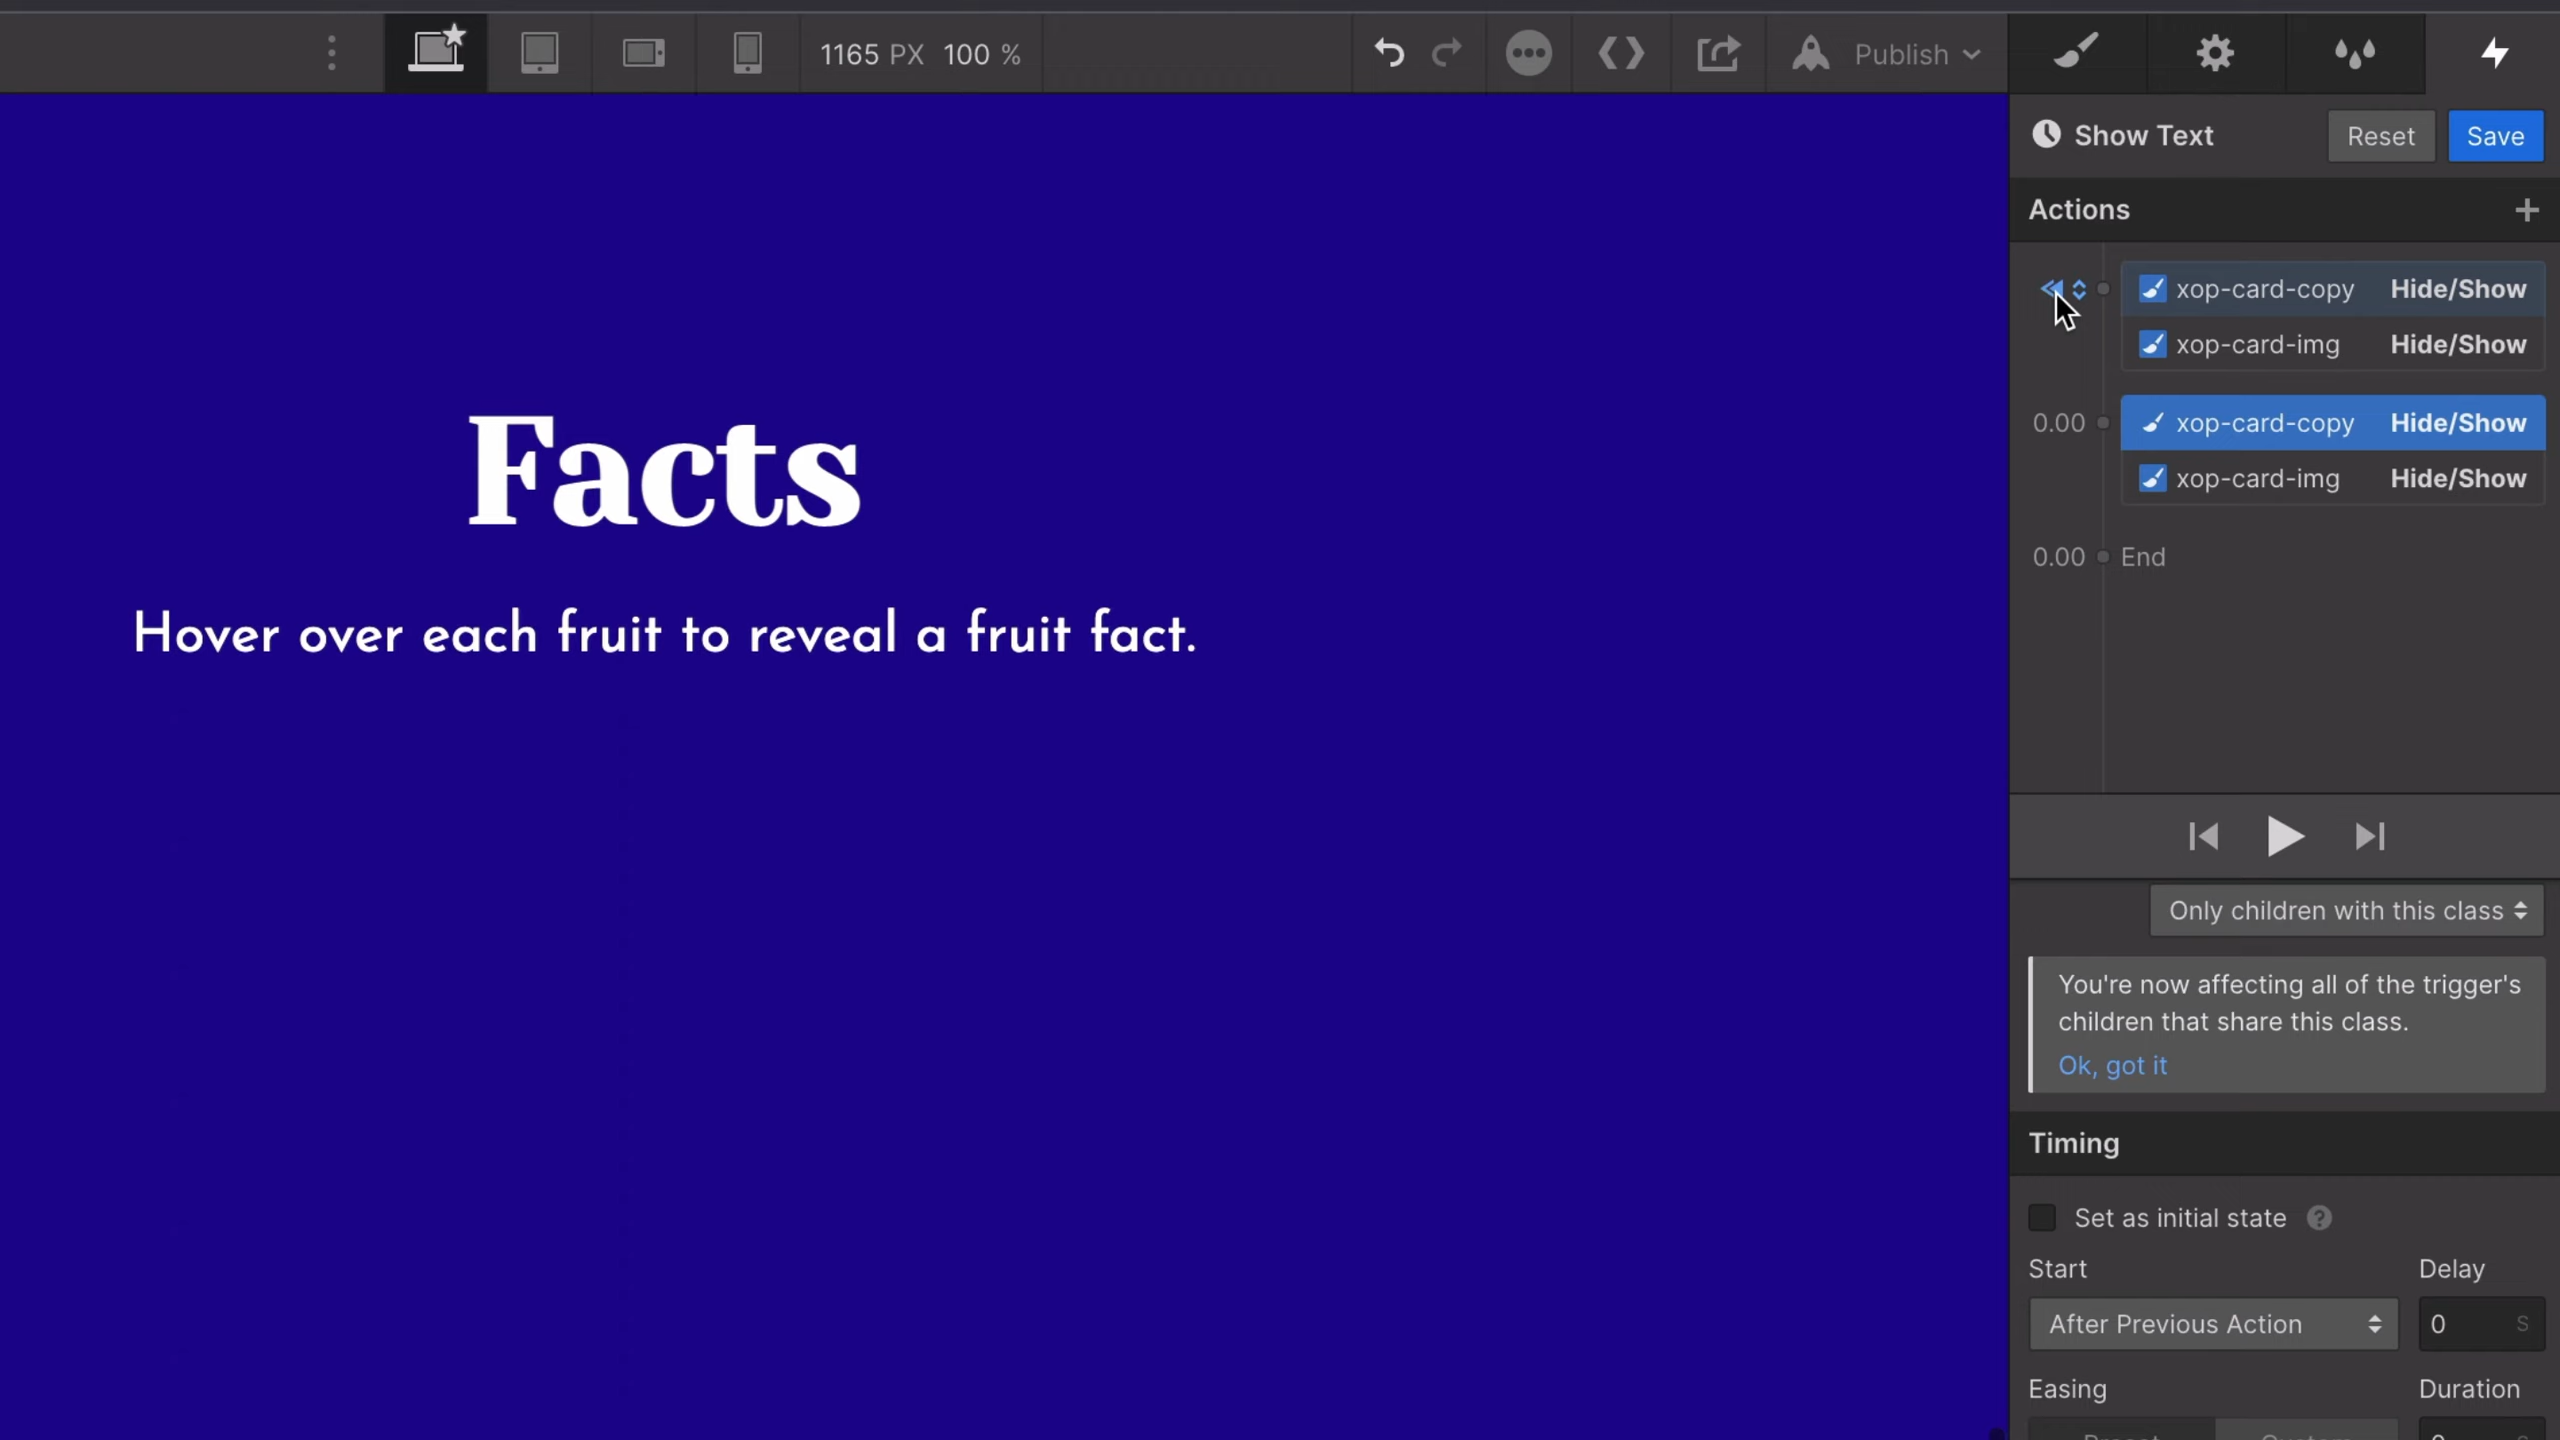 1165 PX 100 %
Publish
Show Text
Reset
Save
Actions
xop-card-copy Hide/Show
xop-card-img Hide/Show
0.00 xop-card-copy Hide/Show
xop-card-img Hide/Show
0.00 End
Facts
Hover over each fruit to reveal a fruit fact.
Only children with this class
You're now affecting all of the trigger's
children that share this class.
Ok, got it
Timing
Set as initial state ?
Start Delay
After Previous Action 0 S
Easing Duration